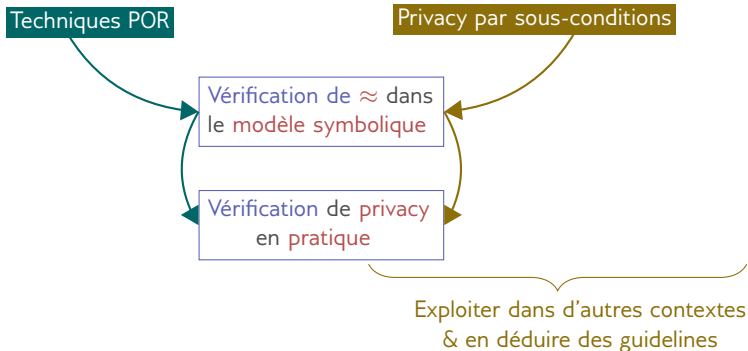 Techniques POR
Privacy par sous-conditions
Vérification de ≈ dans
le modèle symbolique
Vérification de privacy
en pratique
Exploiter dans d'autres contextes
& en déduire des guidelines